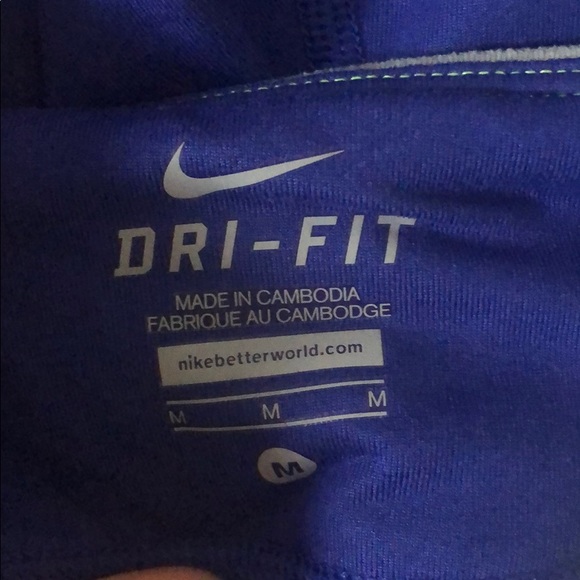 DRI-FIT
MADE IN CAMBODIA
FABRIQUE AU CAMBODGE
nikebetterworld.com
M M M
M